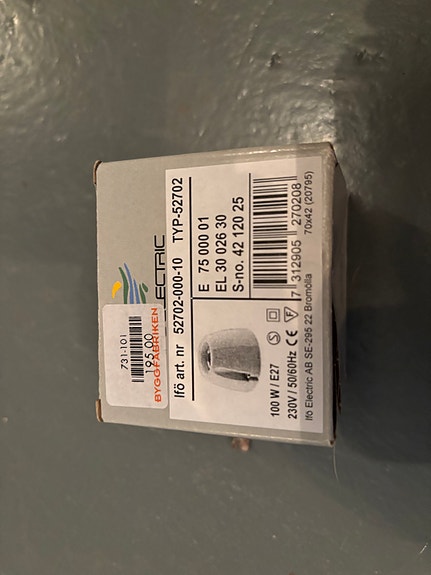 ECTRIC
731-101
195,00
BYGGFABRIKEN
Ifö art. nr 52702-000-10 TYP-52702
E 75 000 01
EL 30 026 30
S-no. 42 120 25
7 312905 270208
100 W / E27
230V / 50/60Hz CE F
70x42 (20795)
Ifö Electric AB SE-295 22 Bromölla